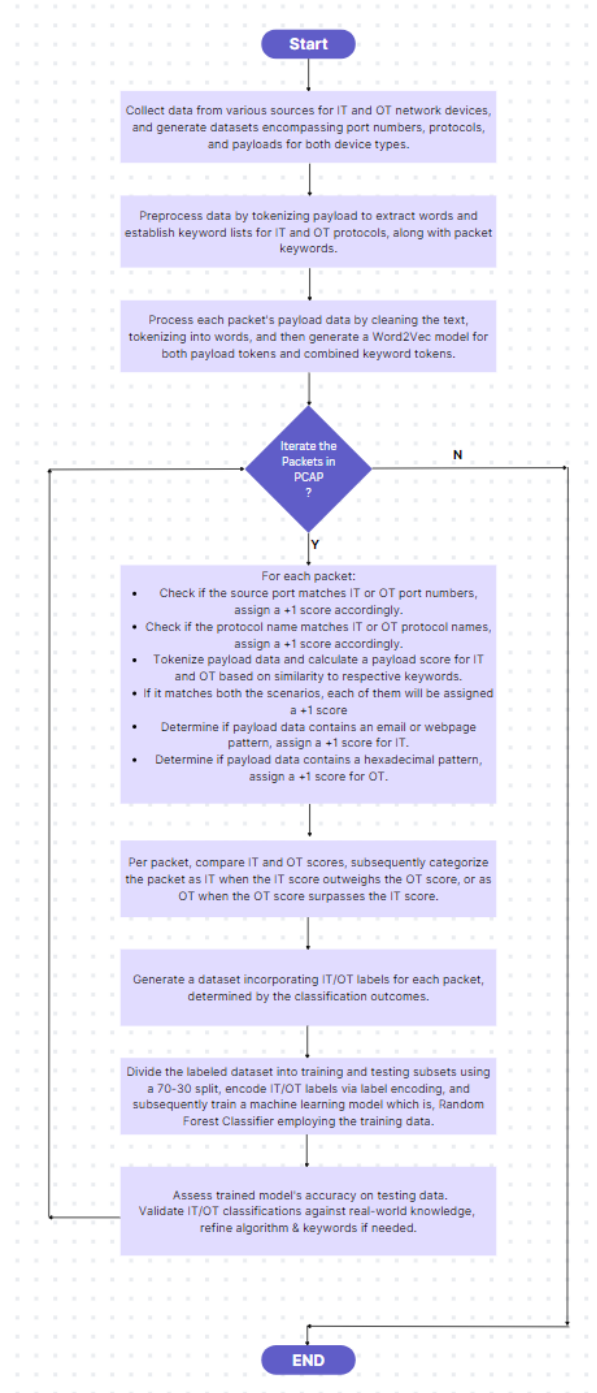 Start
Collect data from various sources for IT and OT network devices,
and generate datasets encompassing port numbers, protocols,
and payloads for both device types.
Preprocess data by tokenizing payload to extract words and
establish keyword lists for IT and OT protocols, along with packet
keywords.
Process each packet's payload data by cleaning the text,
tokenizing into words, and then generate a Word2Vec model for
both payload tokens and combined keyword tokens.
Iterate the
Packets in
PCAP
?
N
Y
For each packet:
• Check if the source port matches IT or OT port numbers,
assign a +1 score accordingly.
• Check if the protocol name matches IT or OT protocol names,
assign a +1 score accordingly.
• Tokenize payload data and calculate a payload score for IT
and OT based on similarity to respective keywords.
• If it matches both the scenarios, each of them will be assigned
a +1 score
• Determine if payload data contains an email or webpage
pattern, assign a +1 score for IT.
• Determine if payload data contains a hexadecimal pattern,
assign a +1 score for OT.
Per packet, compare IT and OT scores, subsequently categorize
the packet as IT when the IT score outweighs the OT score, or as
OT when the OT score surpasses the IT score.
Generate a dataset incorporating IT/OT labels for each packet,
determined by the classification outcomes.
Divide the labeled dataset into training and testing subsets using
a 70-30 split, encode IT/OT labels via label encoding, and
subsequently train a machine learning model which is, Random
Forest Classifier employing the training data.
Assess trained model's accuracy on testing data.
Validate IT/OT classifications against real-world knowledge,
refine algorithm & keywords if needed.
END